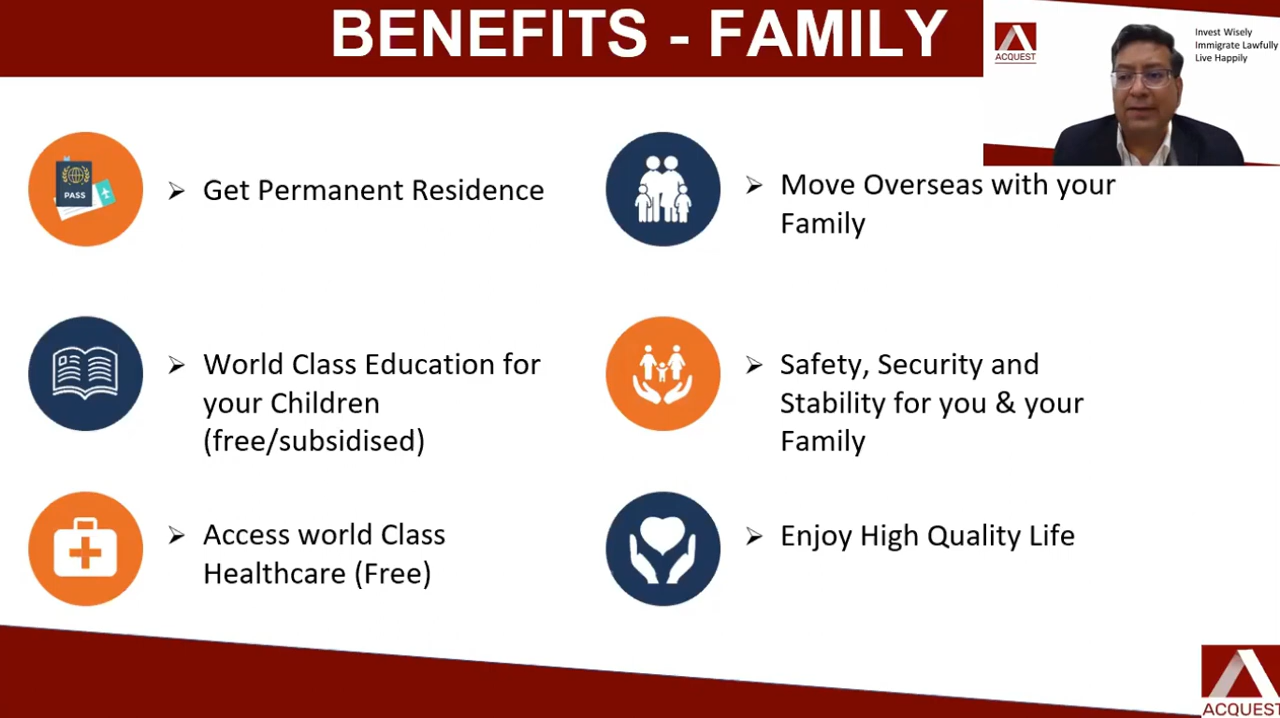 BENEFITS - FAMILY
ACQUEST
Invest Wisely
Immigrate Lawfully
Live Happily
PASS
➢ Get Permanent Residence
➢ Move Overseas with your
Family
➢ World Class Education for
your Children
(free/subsidised)
➢ Safety, Security and
Stability for you & your
Family
➢ Access world Class
Healthcare (Free)
➢ Enjoy High Quality Life
ACQUEST